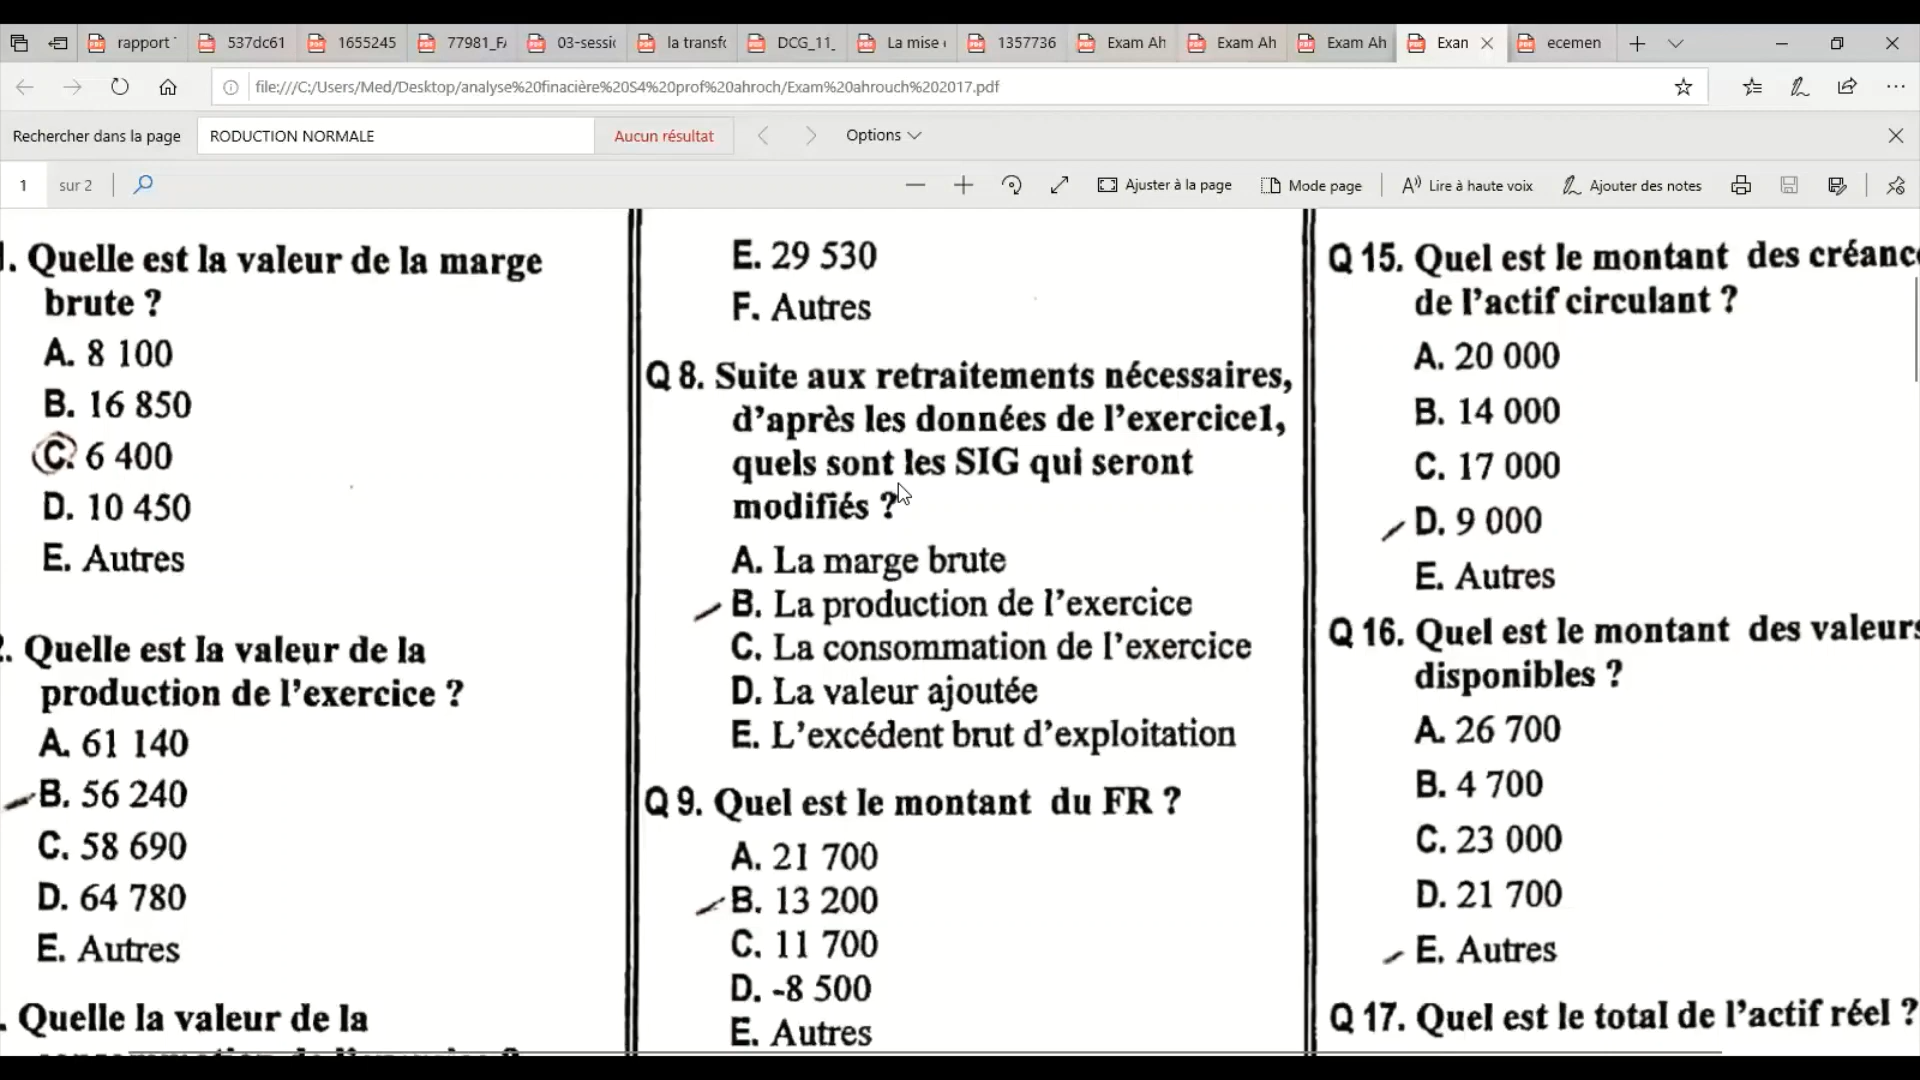 rapport
537dc61
1655245
77981_F
03-sessi
la transf
DCG_11_
La mise
1357736
Exam Ah
Exam Ah
Exam Ah
Exan
ecemen
file:///C:/Users/Med/Desktop/analyse%20finacière%20S4%20prof%20ahroch/Exam%20ahrouch%202017.pdf
Rechercher dans la page
RODUCTION NORMALE
Aucun résultat
Options
1
sur 2
Ajuster à la page
Mode page
Lire à haute voix
Ajouter des notes
. Quelle est la valeur de la marge
brute ?
A. 8 100
B. 16 850
C. 6 400
D. 10 450
E. Autres
. Quelle est la valeur de la
production de l'exercice ?
A. 61 140
B. 56 240
C. 58 690
D. 64 780
E. Autres
. Quelle la valeur de la
E. 29 530
F. Autres
Q 8. Suite aux retraitements nécessaires,
d'après les données de l'exercice1,
quels sont les SIG qui seront
modifiés ?
A. La marge brute
B. La production de l'exercice
C. La consommation de l'exercice
D. La valeur ajoutée
E. L'excédent brut d'exploitation
Q 9. Quel est le montant du FR ?
A. 21 700
B. 13 200
C. 11 700
D. -8 500
E. Autres
Q 15. Quel est le montant des créanc
de l'actif circulant ?
A. 20 000
B. 14 000
C. 17 000
D. 9 000
E. Autres
Q 16. Quel est le montant des valeurs
disponibles ?
A. 26 700
B. 4 700
C. 23 000
D. 21 700
E. Autres
Q 17. Quel est le total de l'actif réel ?